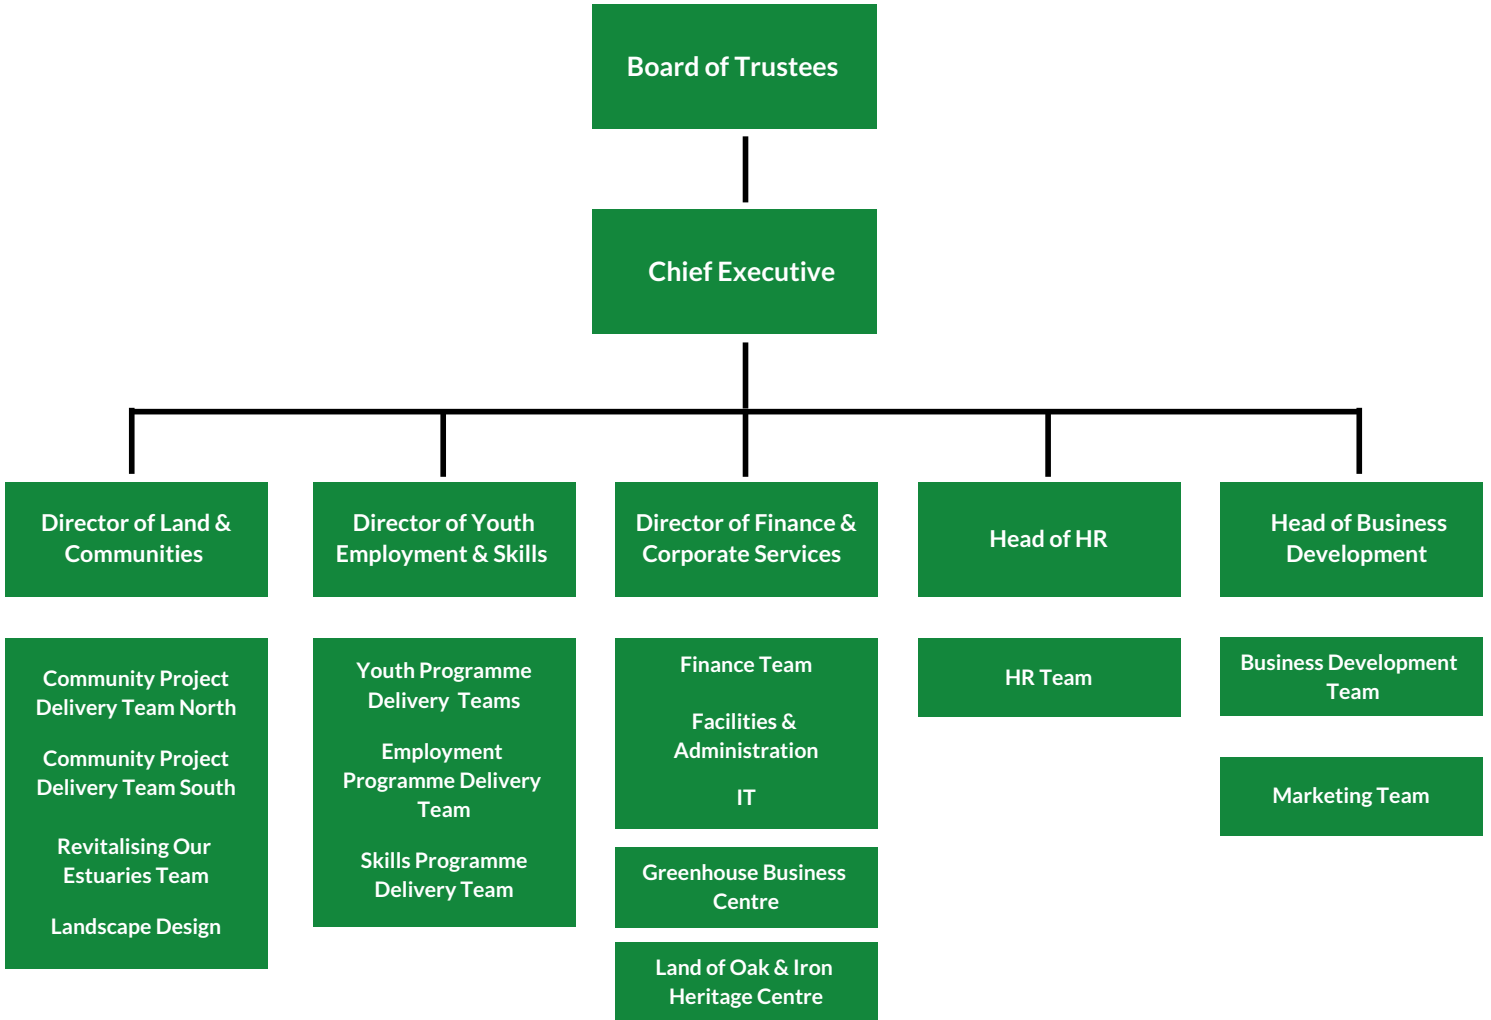 Board of Trustees
Chief Executive
Director of Land &
Communities
Director of Youth
Employment & Skills
Director of Finance &
Corporate Services
Head of HR
Head of Business
Development
Community Project
Delivery Team North
Community Project
Delivery Team South
Revitalising Our
Estuaries Team
Landscape Design
Youth Programme
Delivery Teams
Employment
Programme Delivery
Team
Skills Programme
Delivery Team
Finance Team
Facilities &
Administration
IT
Greenhouse Business
Centre
Land of Oak & Iron
Heritage Centre
HR Team
Business Development
Team
Marketing Team